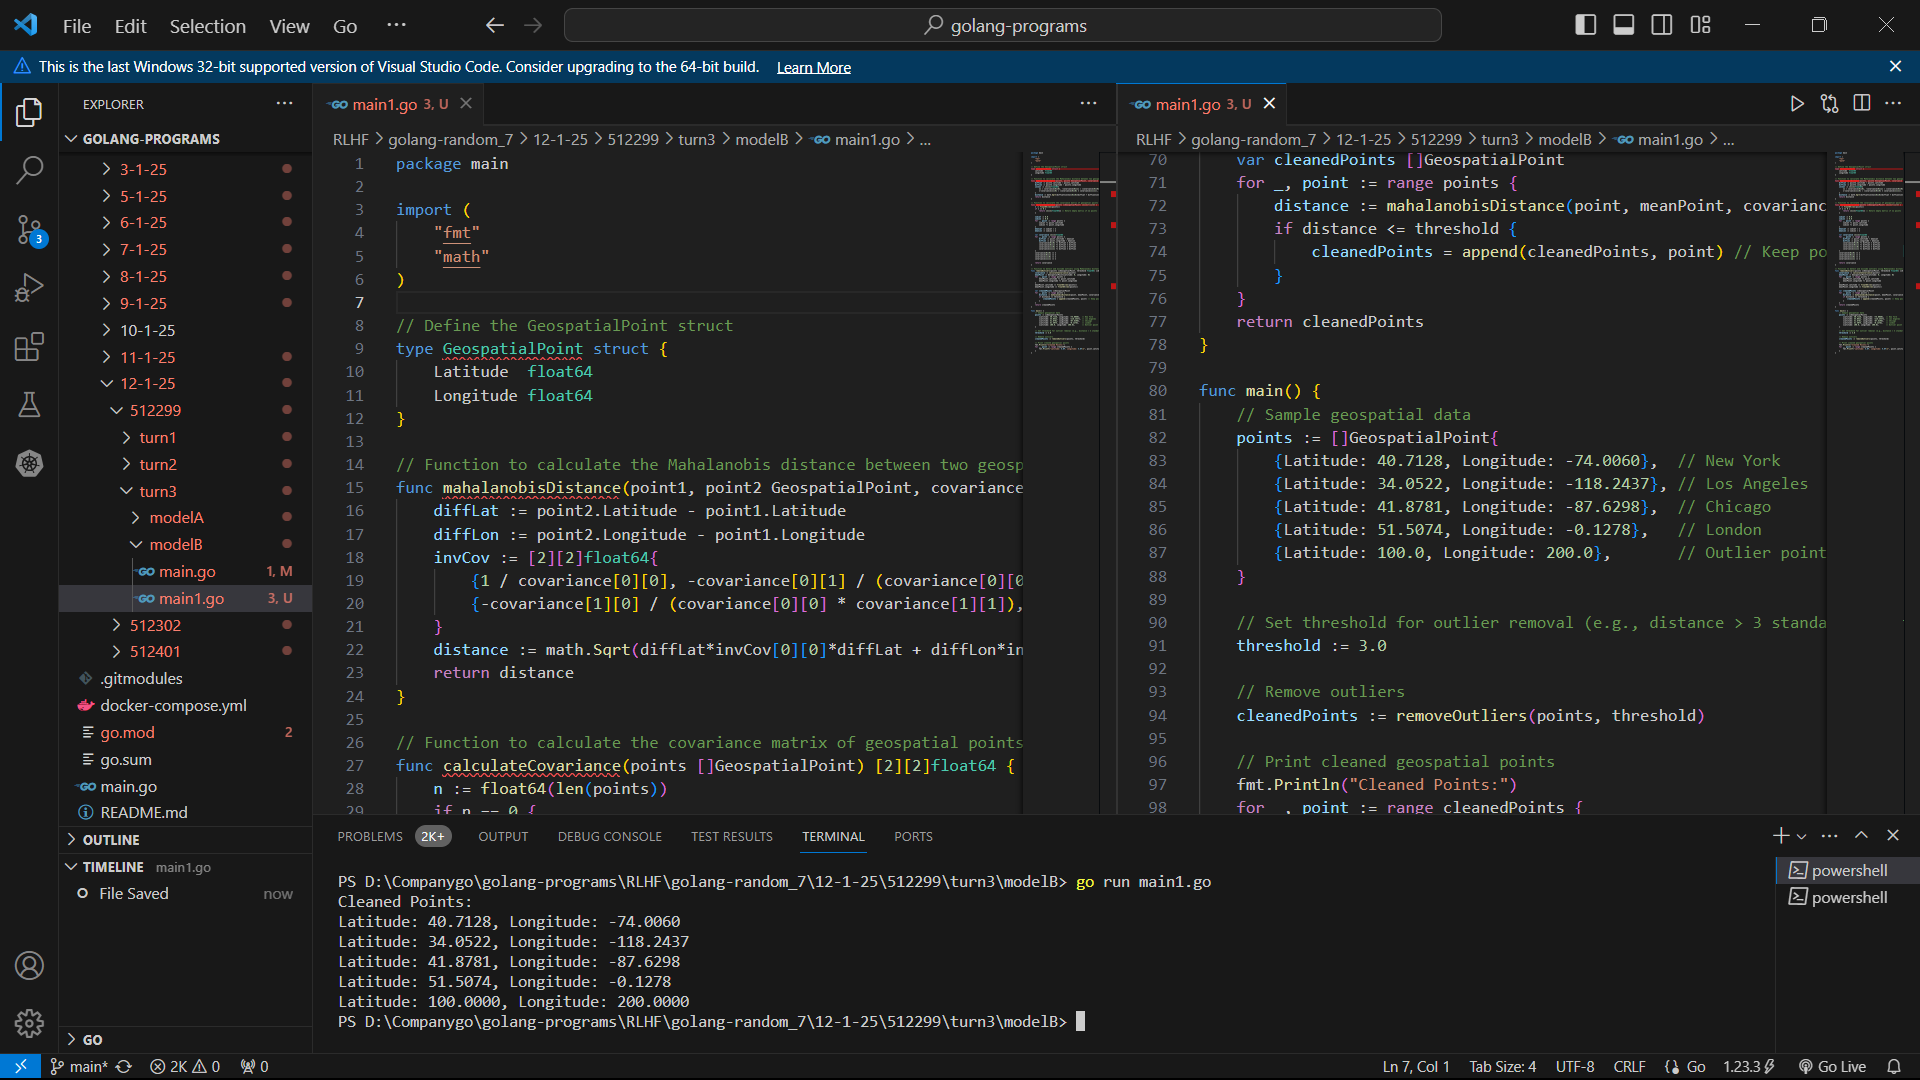 File Edit Selection View Go ··· golang-programs
This is the last Windows 32-bit supported version of Visual Studio Code. Consider upgrading to the 64-bit build. Learn More
EXPLORER
GOLANG-PROGRAMS
3-1-25
5-1-25
6-1-25
7-1-25
8-1-25
9-1-25
10-1-25
11-1-25
12-1-25
512299
turn1
turn2
turn3
modelA
modelB
main.go 1, M
main1.go 3, U
512302
512401
.gitmodules
docker-compose.yml
go.mod 2
go.sum
main.go
README.md
OUTLINE
TIMELINE main1.go
File Saved now
GO
3
main1.go 3, U
RLHF > golang-random_7 > 12-1-25 > 512299 > turn3 > modelB > main1.go > ...
1 package main
2
3 import (
4 "fmt"
5 "math"
6 )
7
8 // Define the GeospatialPoint struct
9 type GeospatialPoint struct {
10 Latitude float64
11 Longitude float64
12 }
13
14 // Function to calculate the Mahalanobis distance between two geosp
15 func mahalanobisDistance(point1, point2 GeospatialPoint, covariance
16 diffLat := point2.Latitude - point1.Latitude
17 diffLon := point2.Longitude - point1.Longitude
18 invCov := [2][2]float64{
19 {1 / covariance[0][0], -covariance[0][1] / (covariance[0][0
20 {-covariance[1][0] / (covariance[0][0] * covariance[1][1]),
21 }
22 distance := math.Sqrt(diffLat*invCov[0][0]*diffLat + diffLon*in
23 return distance
24 }
25
26 // Function to calculate the covariance matrix of geospatial points
27 func calculateCovariance(points []GeospatialPoint) [2][2]float64 {
28 n := float64(len(points))
29 if n == 0 {
main1.go 3, U
RLHF > golang-random_7 > 12-1-25 > 512299 > turn3 > modelB > main1.go > ...
70 var cleanedPoints []GeospatialPoint
71 for _, point := range points {
72 distance := mahalanobisDistance(point, meanPoint, covarianc
73 if distance <= threshold {
74 cleanedPoints = append(cleanedPoints, point) // Keep po
75 }
76 }
77 return cleanedPoints
78 }
79
80 func main() {
81 // Sample geospatial data
82 points := []GeospatialPoint{
83 {Latitude: 40.7128, Longitude: -74.0060}, // New York
84 {Latitude: 34.0522, Longitude: -118.2437}, // Los Angeles
85 {Latitude: 41.8781, Longitude: -87.6298}, // Chicago
86 {Latitude: 51.5074, Longitude: -0.1278}, // London
87 {Latitude: 100.0, Longitude: 200.0}, // Outlier point
88 }
89
90 // Set threshold for outlier removal (e.g., distance > 3 standa
91 threshold := 3.0
92
93 // Remove outliers
94 cleanedPoints := removeOutliers(points, threshold)
95
96 // Print cleaned geospatial points
97 fmt.Println("Cleaned Points:")
98 for _, point := range cleanedPoints {
PROBLEMS 2K+ OUTPUT DEBUG CONSOLE TEST RESULTS TERMINAL PORTS
PS D:\Companygo\golang-programs\RLHF\golang-random_7\12-1-25\512299\turn3\modelB> go run main1.go
Cleaned Points:
Latitude: 40.7128, Longitude: -74.0060
Latitude: 34.0522, Longitude: -118.2437
Latitude: 41.8781, Longitude: -87.6298
Latitude: 51.5074, Longitude: -0.1278
Latitude: 100.0000, Longitude: 200.0000
PS D:\Companygo\golang-programs\RLHF\golang-random_7\12-1-25\512299\turn3\modelB>
powershell
powershell
main* 2K 0 0 Ln 7, Col 1 Tab Size: 4 UTF-8 CRLF Go 1.23.3 Go Live